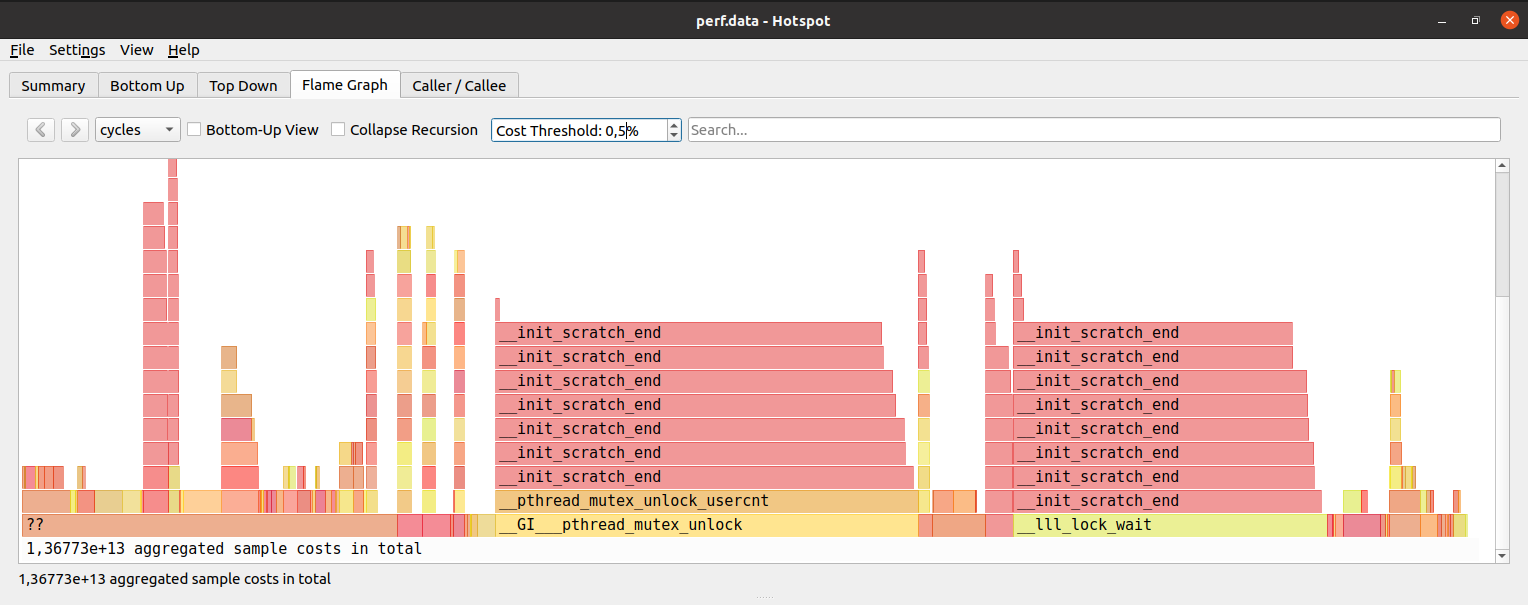 perf.data - Hotspot
File Settings View Help
Summary Bottom Up Top Down Flame Graph Caller / Callee
cycles Bottom-Up View Collapse Recursion Cost Threshold: 0,5% Search...
__init_scratch_end __init_scratch_end
__init_scratch_end __init_scratch_end
__init_scratch_end __init_scratch_end
__init_scratch_end __init_scratch_end
__init_scratch_end __init_scratch_end
__init_scratch_end __init_scratch_end
__init_scratch_end __init_scratch_end
__pthread_mutex_unlock_usercnt __init_scratch_end
?? __GI___pthread_mutex_unlock __lll_lock_wait
1,36773e+13 aggregated sample costs in total
1,36773e+13 aggregated sample costs in total